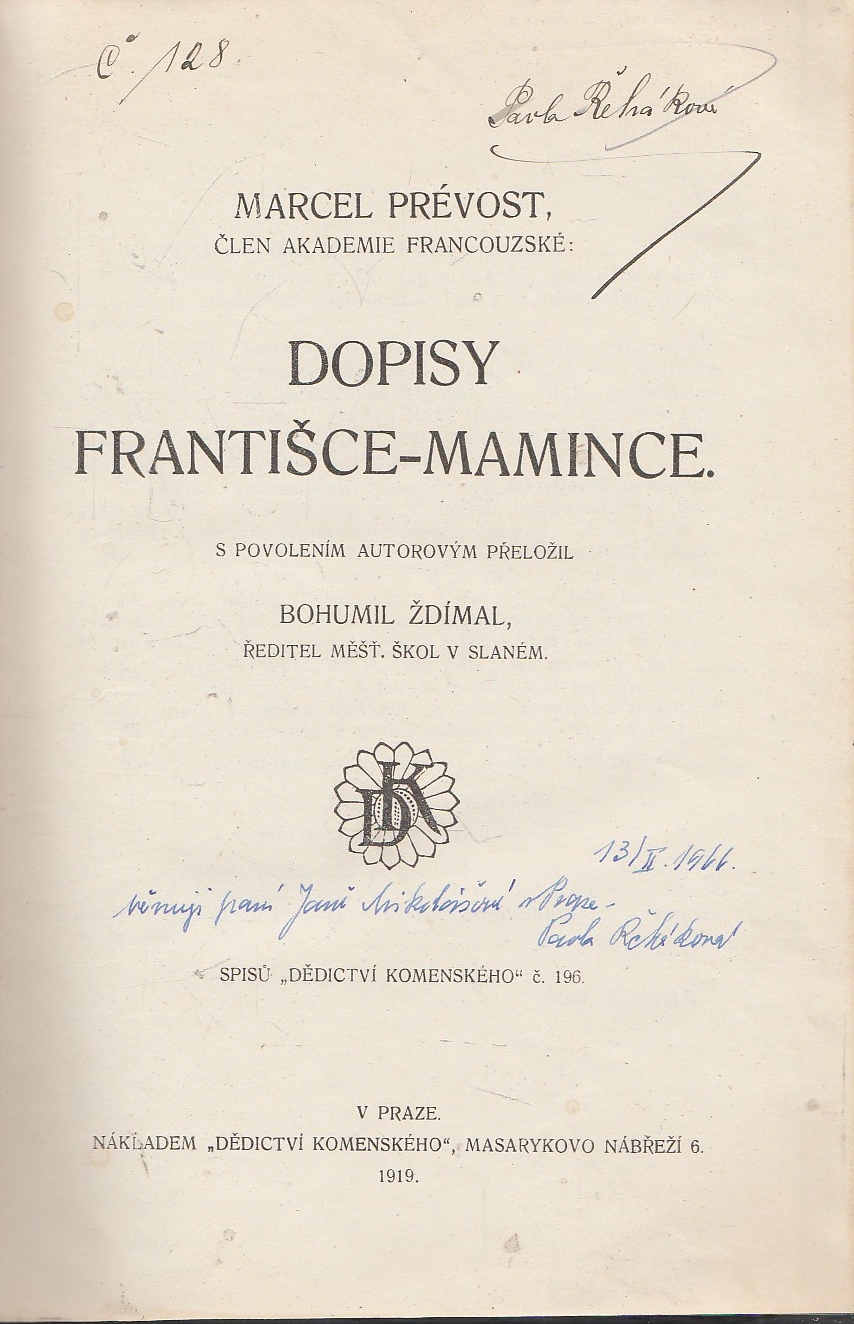 Č. 128.
Pavla Řeháková
MARCEL PRÉVOST,
ČLEN AKADEMIE FRANCOUZSKÉ:
DOPISY
FRANTIŠCE-MAMINCE.
S POVOLENÍM AUTOROVÝM PŘELOŽIL
BOHUMIL ŽDÍMAL,
ŘEDITEL MĚŠŤ. ŠKOL V SLANÉM.
DK
13/II. 1966.
věnuji paní Janě Mikolášové v Praze-
Pavla Řeháková
SPISŮ „DĚDICTVÍ KOMENSKÉHO“ č. 196.
V PRAZE.
NÁKLADEM „DĚDICTVÍ KOMENSKÉHO“, MASARYKOVO NÁBŘEŽÍ 6.
1919.